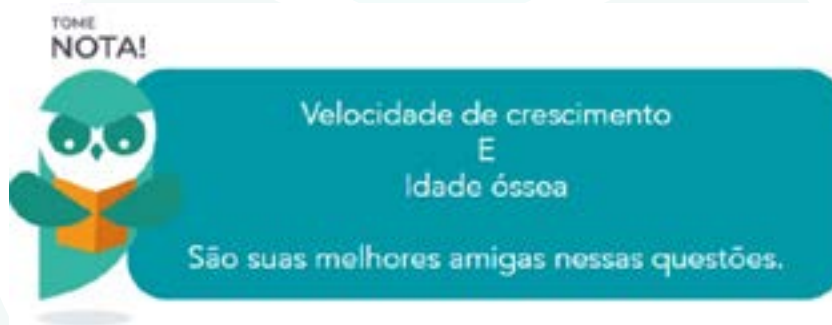 TOME
NOTA!
Velocidade de crescimento
E
Idade óssea
São suas melhores amigas nessas questões.